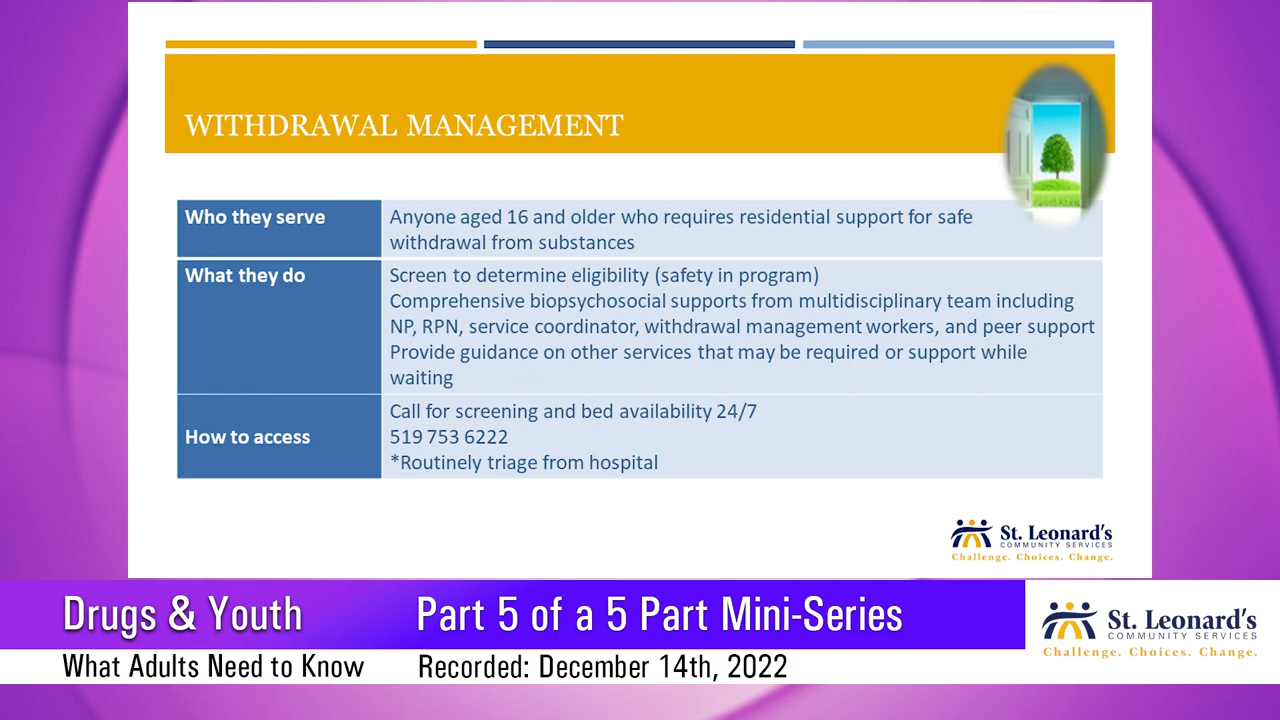 WITHDRAWAL MANAGEMENT
Who they serve
Anyone aged 16 and older who requires residential support for safe
withdrawal from substances
What they do
Screen to determine eligibility (safety in program)
Comprehensive biopsychosocial supports from multidisciplinary team including
NP, RPN, service coordinator, withdrawal management workers, and peer support
Provide guidance on other services that may be required or support while
waiting
How to access
Call for screening and bed availability 24/7
519 753 6222
*Routinely triage from hospital
St. Leonard's
COMMUNITY SERVICES
Challenge. Choices. Change.
Drugs & Youth
Part 5 of a 5 Part Mini-Series
What Adults Need to Know
Recorded: December 14th, 2022
St. Leonard's
COMMUNITY SERVICES
Challenge. Choices. Change.